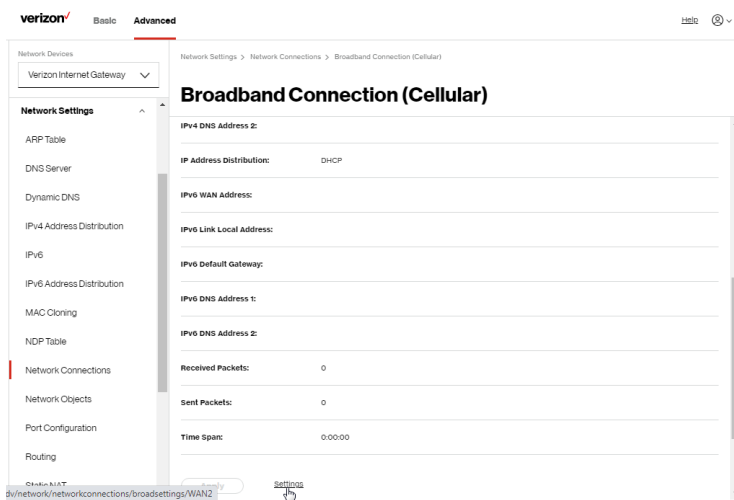 verizon✓ Basic Advanced Help
Network Devices
Verizon Internet Gateway
Network Settings
ARP Table
DNS Server
Dynamic DNS
IPv4 Address Distribution
IPv6
IPv6 Address Distribution
MAC Cloning
NDP Table
Network Connections
Network Objects
Port Configuration
Routing
Static NAT
Network Settings > Network Connections > Broadband Connection (Cellular)
Broadband Connection (Cellular)
IPv4 DNS Address 2:
IP Address Distribution: DHCP
IPv6 WAN Address:
IPv6 Link Local Address:
IPv6 Default Gateway:
IPv6 DNS Address 1:
IPv6 DNS Address 2:
Received Packets: 0
Sent Packets: 0
Time Span: 0:00:00
Apply Settings
dv/network/networkconnections/broadsettings/WAN2